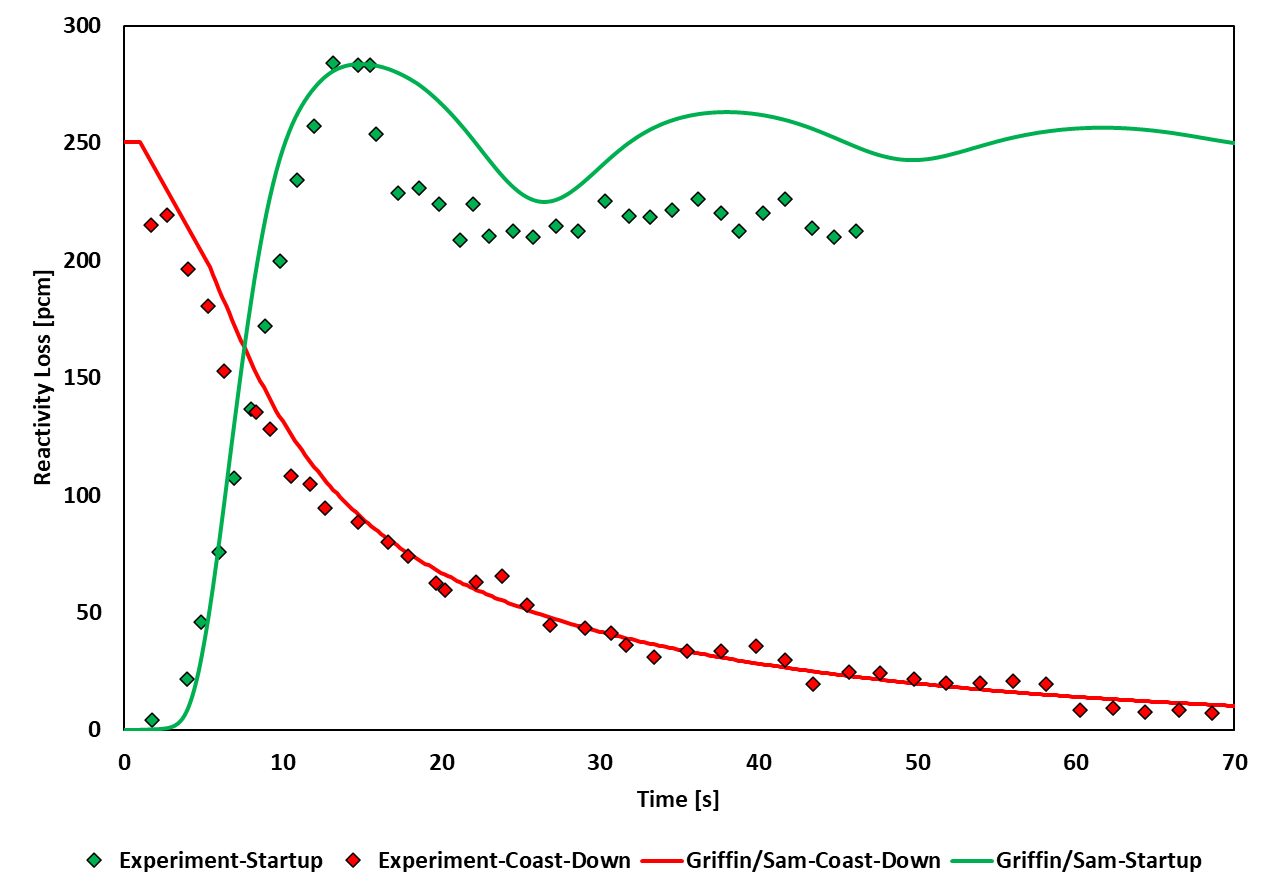 300
250
200
150
100
50
0
Reactivity Loss [pcm]
0 10 20 30 40 50 60 70
Time [s]
Experiment-Startup Experiment-Coast-Down Griffin/Sam-Coast-Down Griffin/Sam-Startup